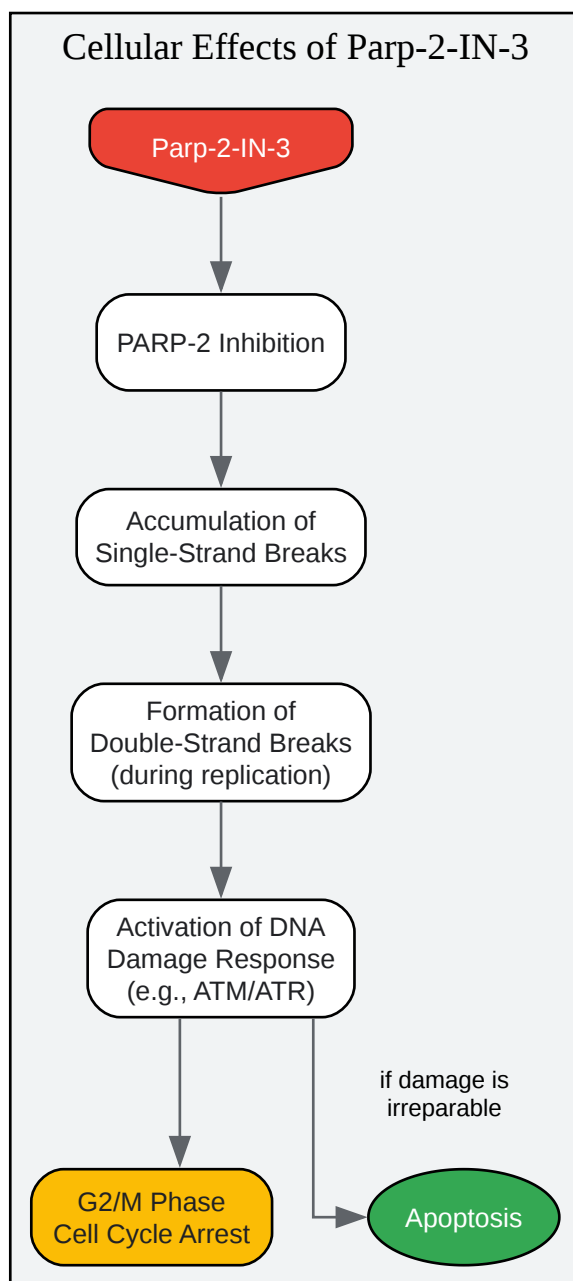 Cellular Effects of Parp-2-IN-3
Parp-2-IN-3
PARP-2 Inhibition
Accumulation of
Single-Strand Breaks
Formation of
Double-Strand Breaks
(during replication)
Activation of DNA
Damage Response
(e.g., ATM/ATR)
if damage is
irreparable
G2/M Phase
Cell Cycle Arrest
Apoptosis